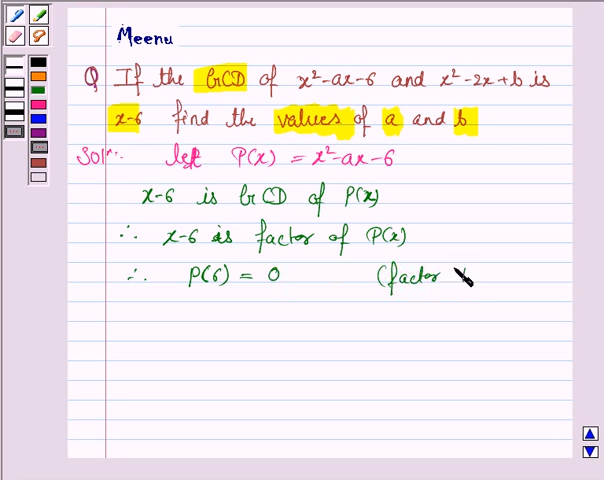 Meenu
Q If the GCD of x²-ax-6 and x²-2x+b is
x-6 find the values of a and b
Solⁿ:. let P(x) = x²-ax-6
x-6 is GCD of P(x)
∴ x-6 is factor of P(x)
∴ P(6) = 0 (factor